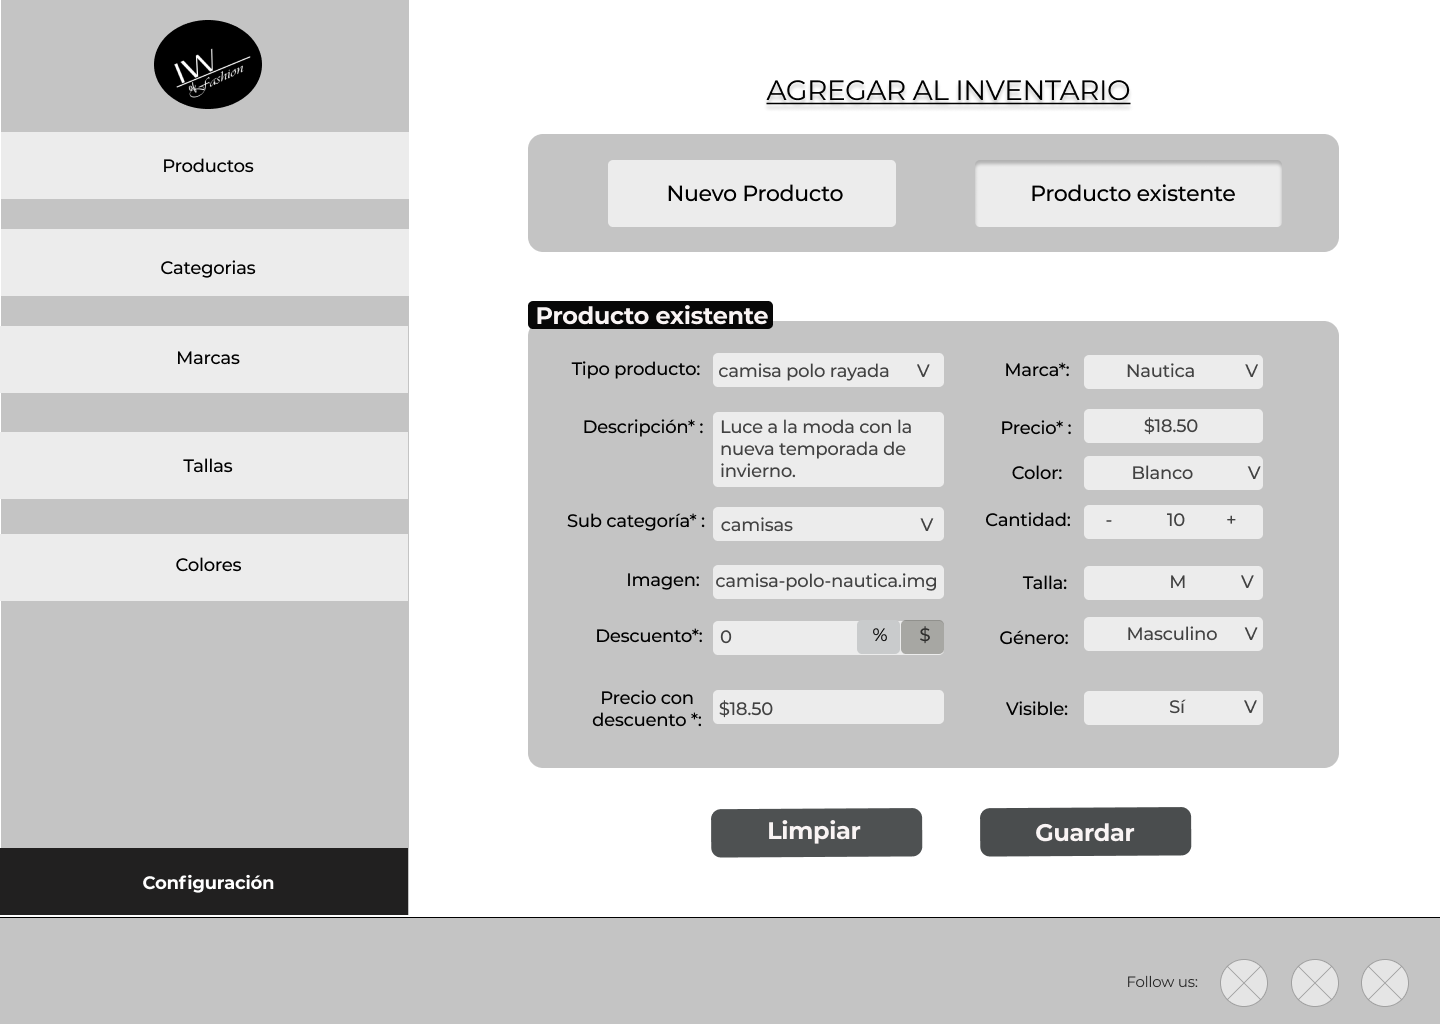 IW
of Fashion
Productos
Categorias
Marcas
Tallas
Colores
Configuración
AGREGAR AL INVENTARIO
Nuevo Producto
Producto existente
Producto existente
Tipo producto: camisa polo rayada V
Marca*: Nautica V
Descripción* : Luce a la moda con la
nueva temporada de
invierno.
Precio* : $18.50
Color: Blanco V
Sub categoría* : camisas V
Cantidad: - 10 +
Imagen: camisa-polo-nautica.img
Talla: M V
Descuento*: 0 % $
Género: Masculino V
Precio con
descuento *: $18.50
Visible: Sí V
Limpiar
Guardar
Follow us: